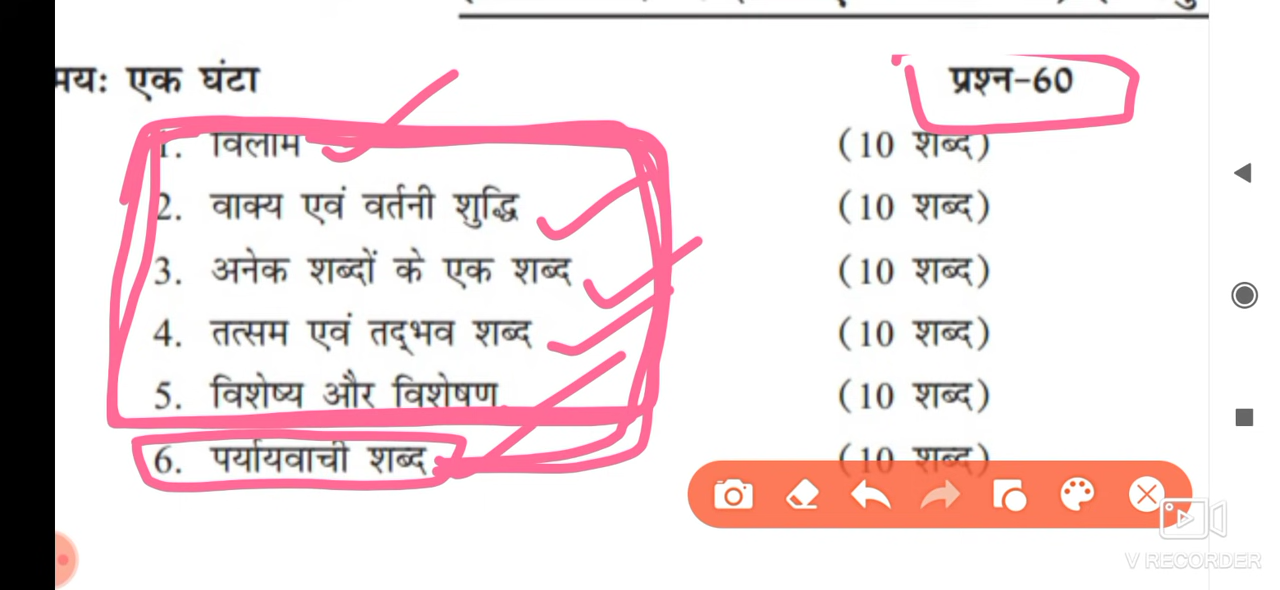 मय: एक घंटा प्रश्न-60
1. विलोम (10 शब्द)
2. वाक्य एवं वर्तनी शुद्धि (10 शब्द)
3. अनेक शब्दों के एक शब्द (10 शब्द)
4. तत्सम एवं तद्भव शब्द (10 शब्द)
5. विशेष्य और विशेषण (10 शब्द)
6. पर्यायवाची शब्द (10 शब्द)
V RECORDER